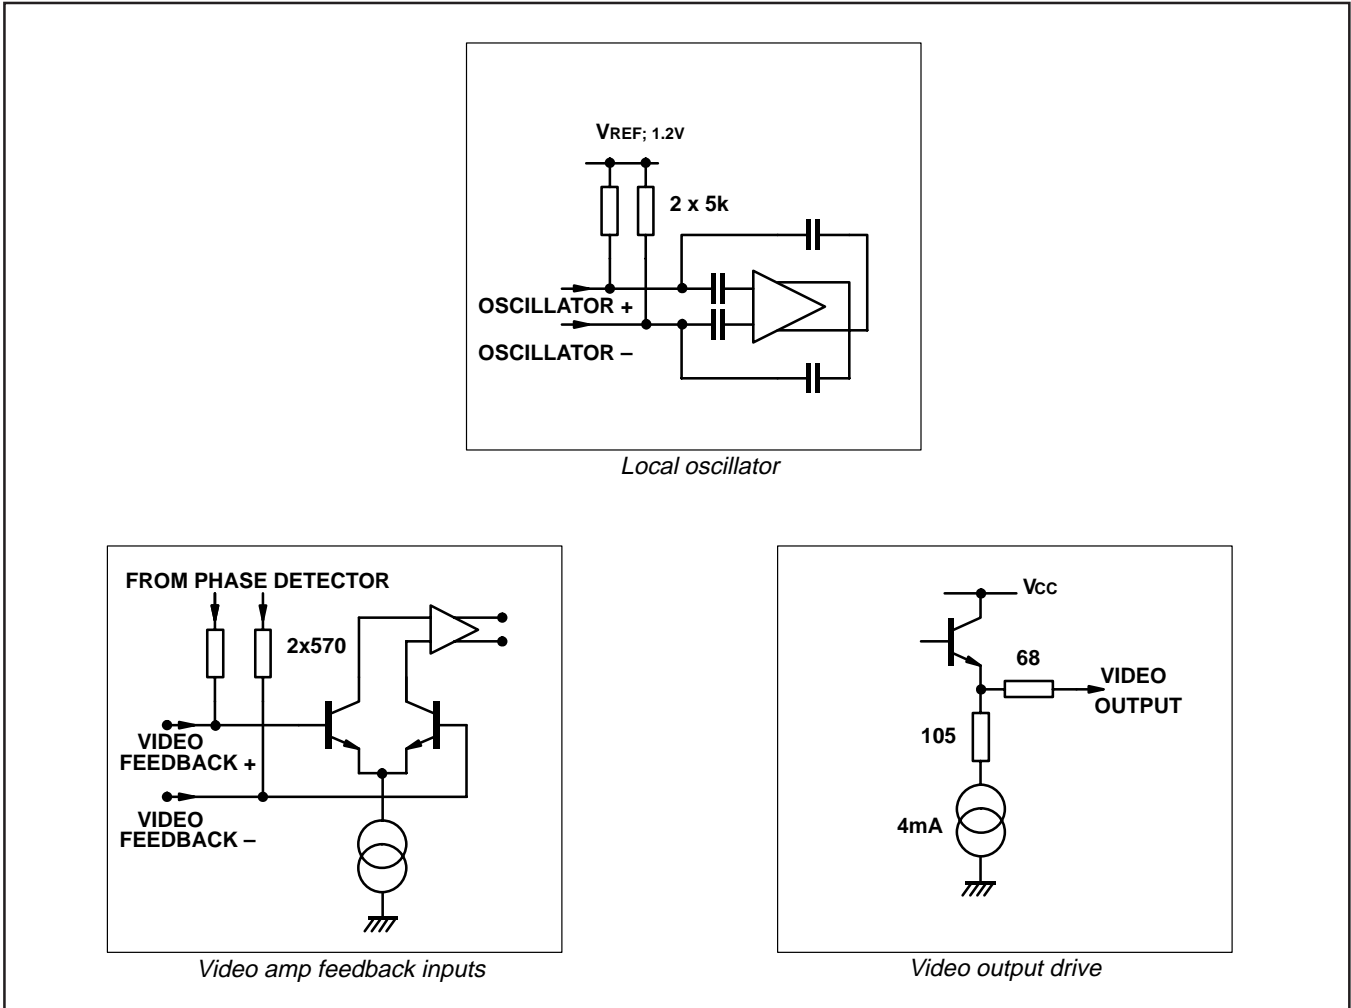 VREF; 1.2V
2 x 5k
OSCILLATOR +
OSCILLATOR –
Local oscillator
FROM PHASE DETECTOR
2x570
VIDEO
FEEDBACK +
VIDEO
FEEDBACK –
Video amp feedback inputs
VCC
68
VIDEO
OUTPUT
105
4mA
Video output drive